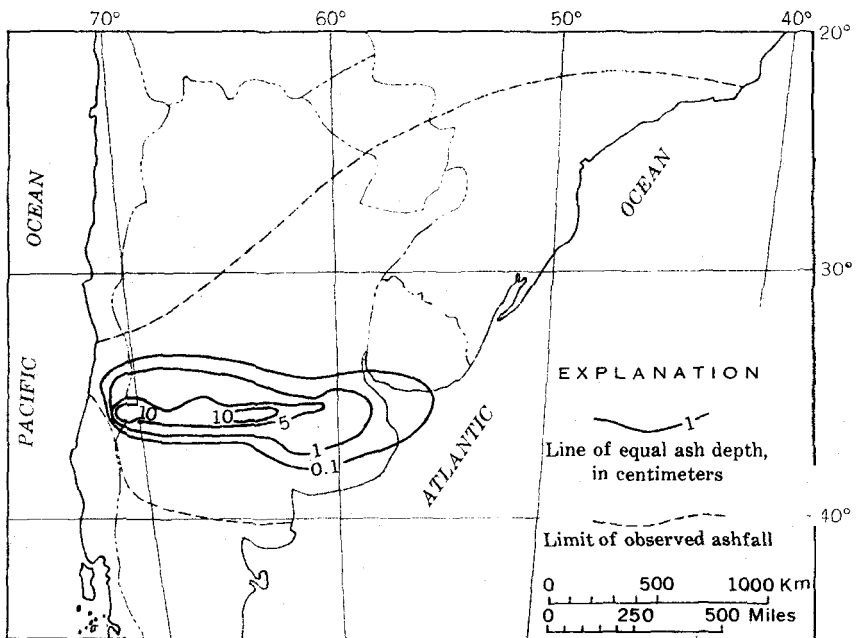 70° 60° 50° 40°
20°
OCEAN
OCEAN
30°
PACIFIC
EXPLANATION
10 10 5
1
1
Line of equal ash depth,
in centimeters
0.1
ATLANTIC
40°
Limit of observed ashfall
0 500 1000 Km
0 250 500 Miles